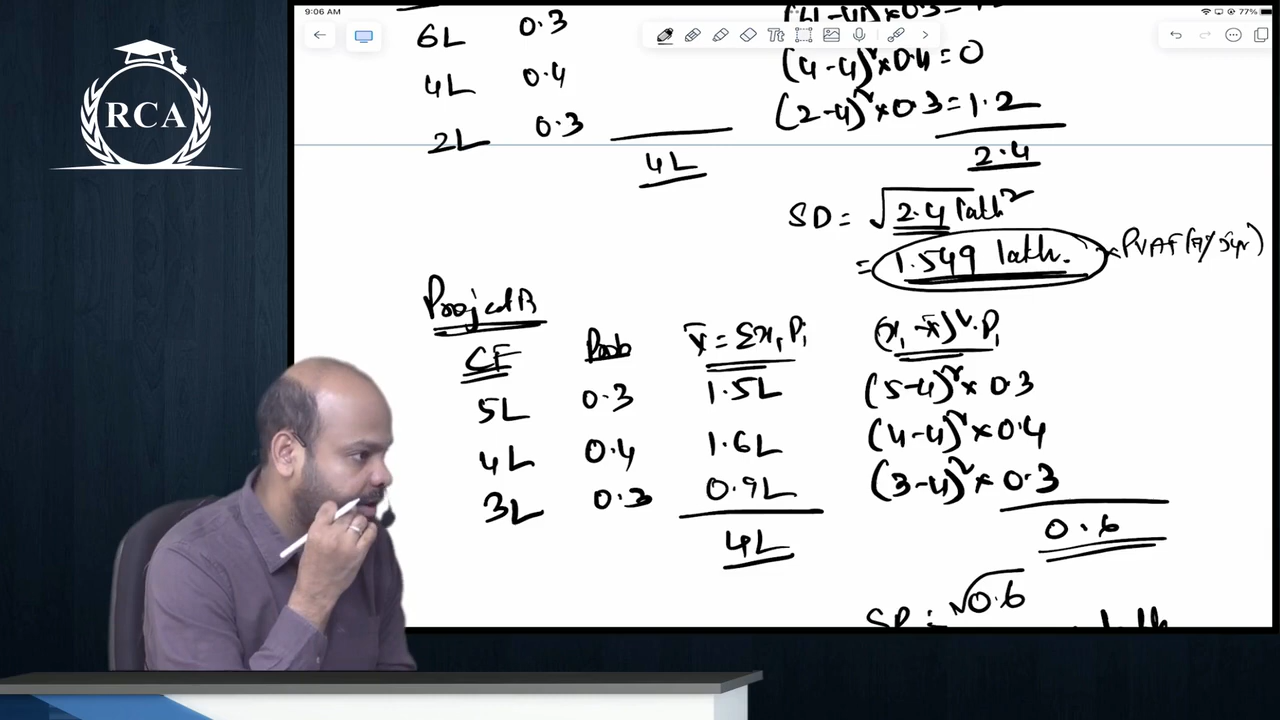 9:06 AM
77%
RCA
6L 0.3
(4-4)² × 0.4 = 0
4L 0.4
(2-4)² × 0.3 = 1.2
2L 0.3
4L
2.4
SD = √2.4 lakh²
= 1.549 lakh. × PVAF(
Project B
CF Prob x̄ = Σxᵢ Pᵢ (xᵢ - x̄)². Pᵢ
5L 0.3 1.5L (5-4)² × 0.3
4L 0.4 1.6L (4-4)² × 0.4
3L 0.3 0.9L (3-4)² × 0.3
4L 0.6
SD = √0.6